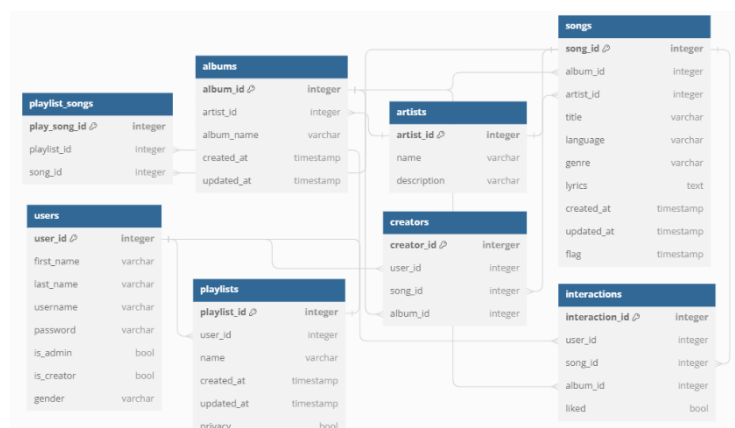 playlist_songs
play_song_id integer
playlist_id integer
song_id integer
users
user_id integer
first_name varchar
last_name varchar
username varchar
password varchar
is_admin bool
is_creator bool
gender varchar
albums
album_id integer
artist_id integer
album_name varchar
created_at timestamp
updated_at timestamp
playlists
playlist_id integer
user_id integer
name varchar
created_at timestamp
updated_at timestamp
privacy bool
artists
artist_id integer
name varchar
description varchar
creators
creator_id interger
user_id integer
song_id integer
album_id integer
songs
song_id integer
album_id integer
artist_id integer
title varchar
language varchar
genre varchar
lyrics text
created_at timestamp
updated_at timestamp
flag timestamp
interactions
interaction_id integer
user_id integer
song_id integer
album_id integer
liked bool